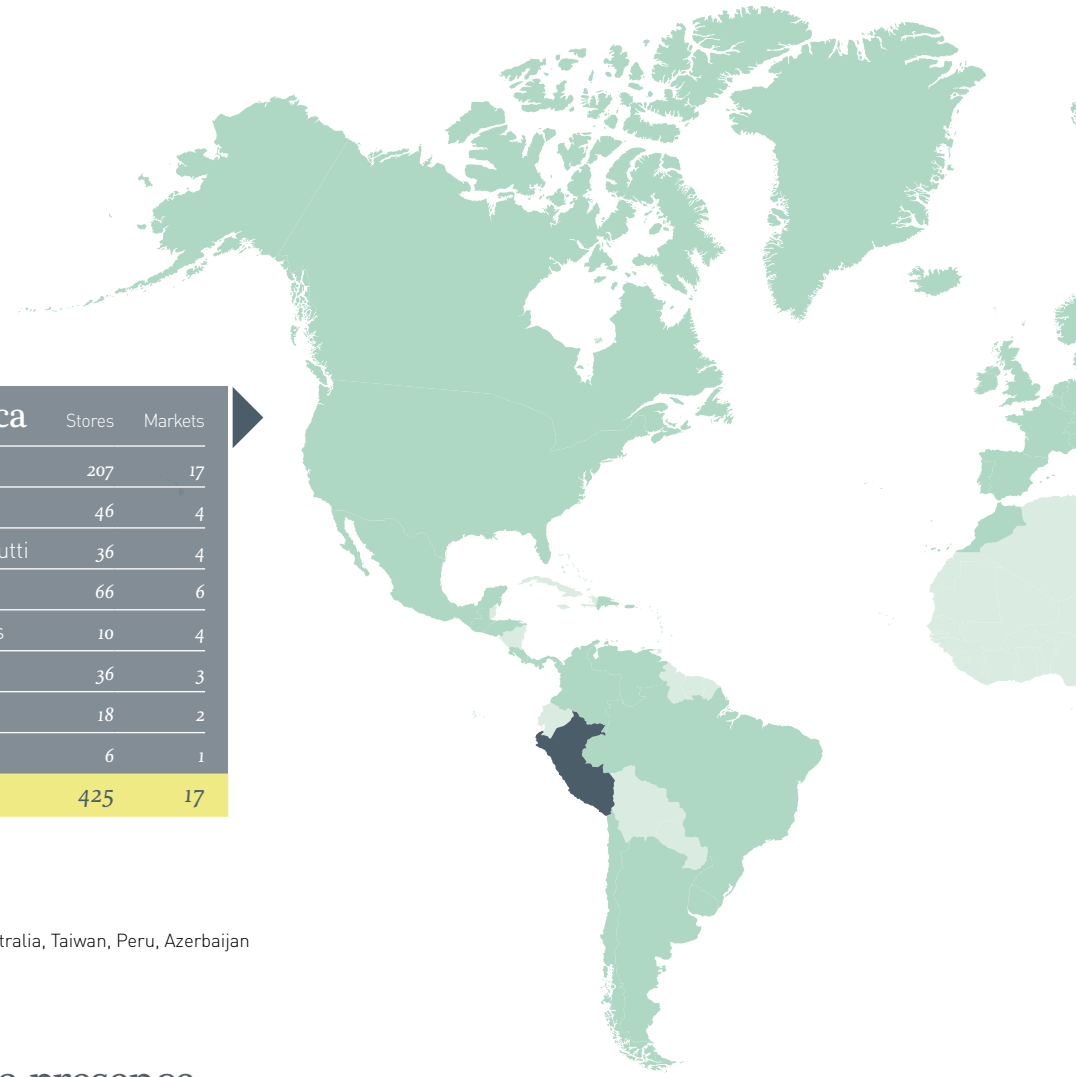 ca Stores Markets
207 17
46 4
utti 36 4
66 6
s 10 4
36 3
18 2
6 1
425 17
tralia, Taiwan, Peru, Azerbaijan
presence